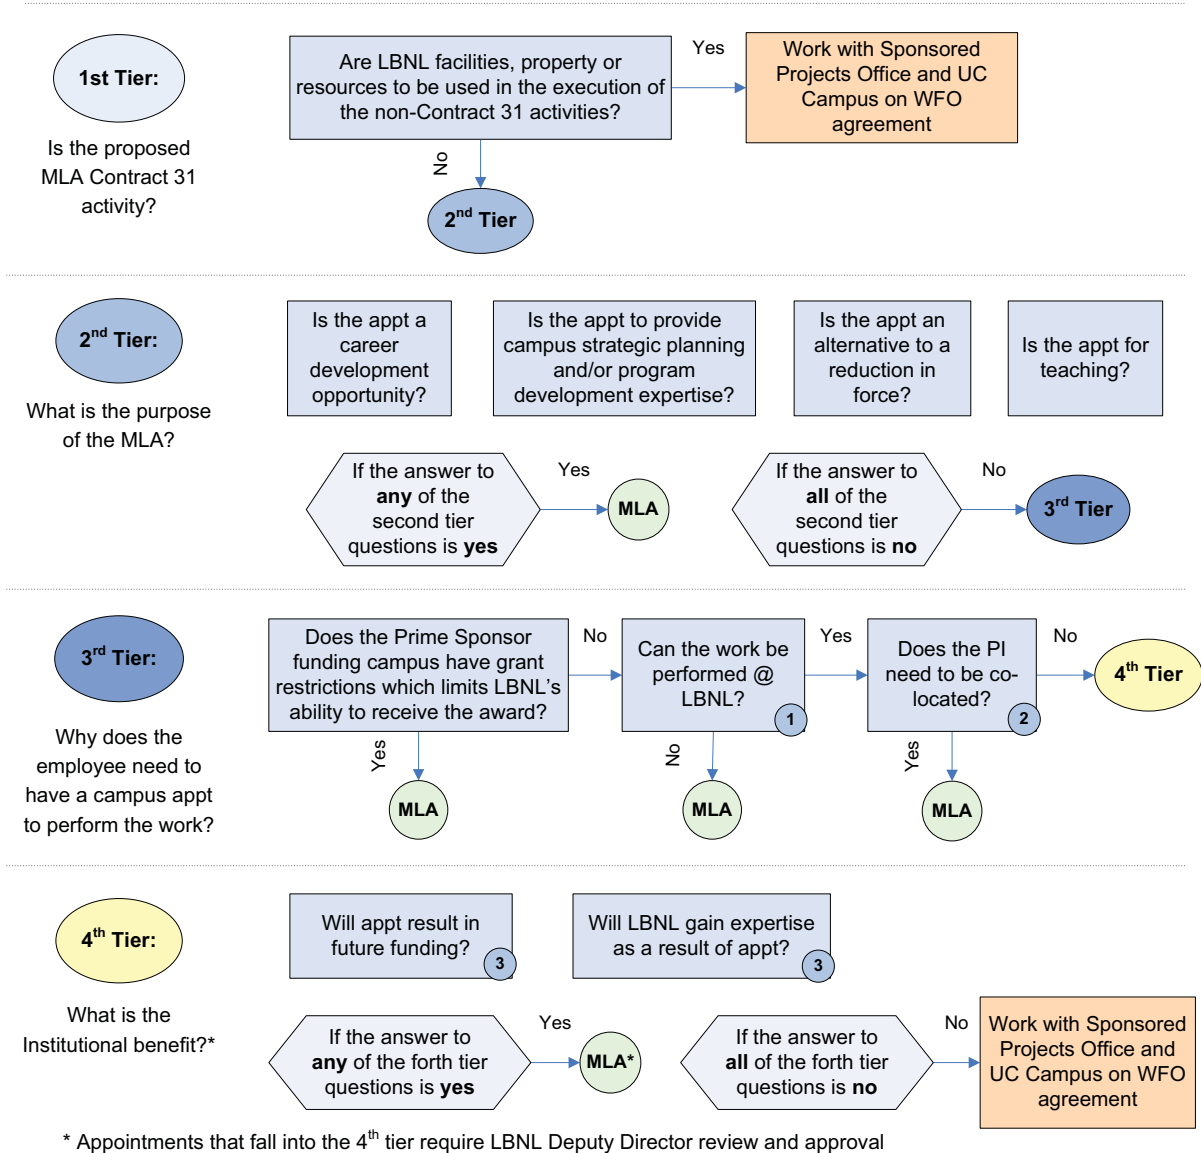 1st Tier:
Is the proposed
MLA Contract 31
activity?
Are LBNL facilities, property or
resources to be used in the execution of
the non-Contract 31 activities?
Yes
Work with Sponsored
Projects Office and UC
Campus on WFO
agreement
No
2nd Tier
2nd Tier:
What is the purpose
of the MLA?
Is the appt a
career
development
opportunity?
Is the appt to provide
campus strategic planning
and/or program
development expertise?
Is the appt an
alternative to a
reduction in
force?
Is the appt for
teaching?
If the answer to
any of the
second tier
questions is yes
Yes
MLA
If the answer to
all of the
second tier
questions is no
No
3rd Tier
3rd Tier:
Why does the
employee need to
have a campus appt
to perform the work?
Does the Prime Sponsor
funding campus have grant
restrictions which limits LBNL's
ability to receive the award?
No
Can the work be
performed @
LBNL?
1
Yes
Does the PI
need to be co-
located?
2
No
4th Tier
Yes
MLA
No
MLA
Yes
MLA
4th Tier:
What is the
Institutional benefit?*
Will appt result in
future funding?
3
Will LBNL gain expertise
as a result of appt?
3
If the answer to
any of the forth tier
questions is yes
Yes
MLA*
If the answer to
all of the forth tier
questions is no
No
Work with Sponsored
Projects Office and
UC Campus on WFO
agreement
* Appointments that fall into the 4th tier require LBNL Deputy Director review and approval